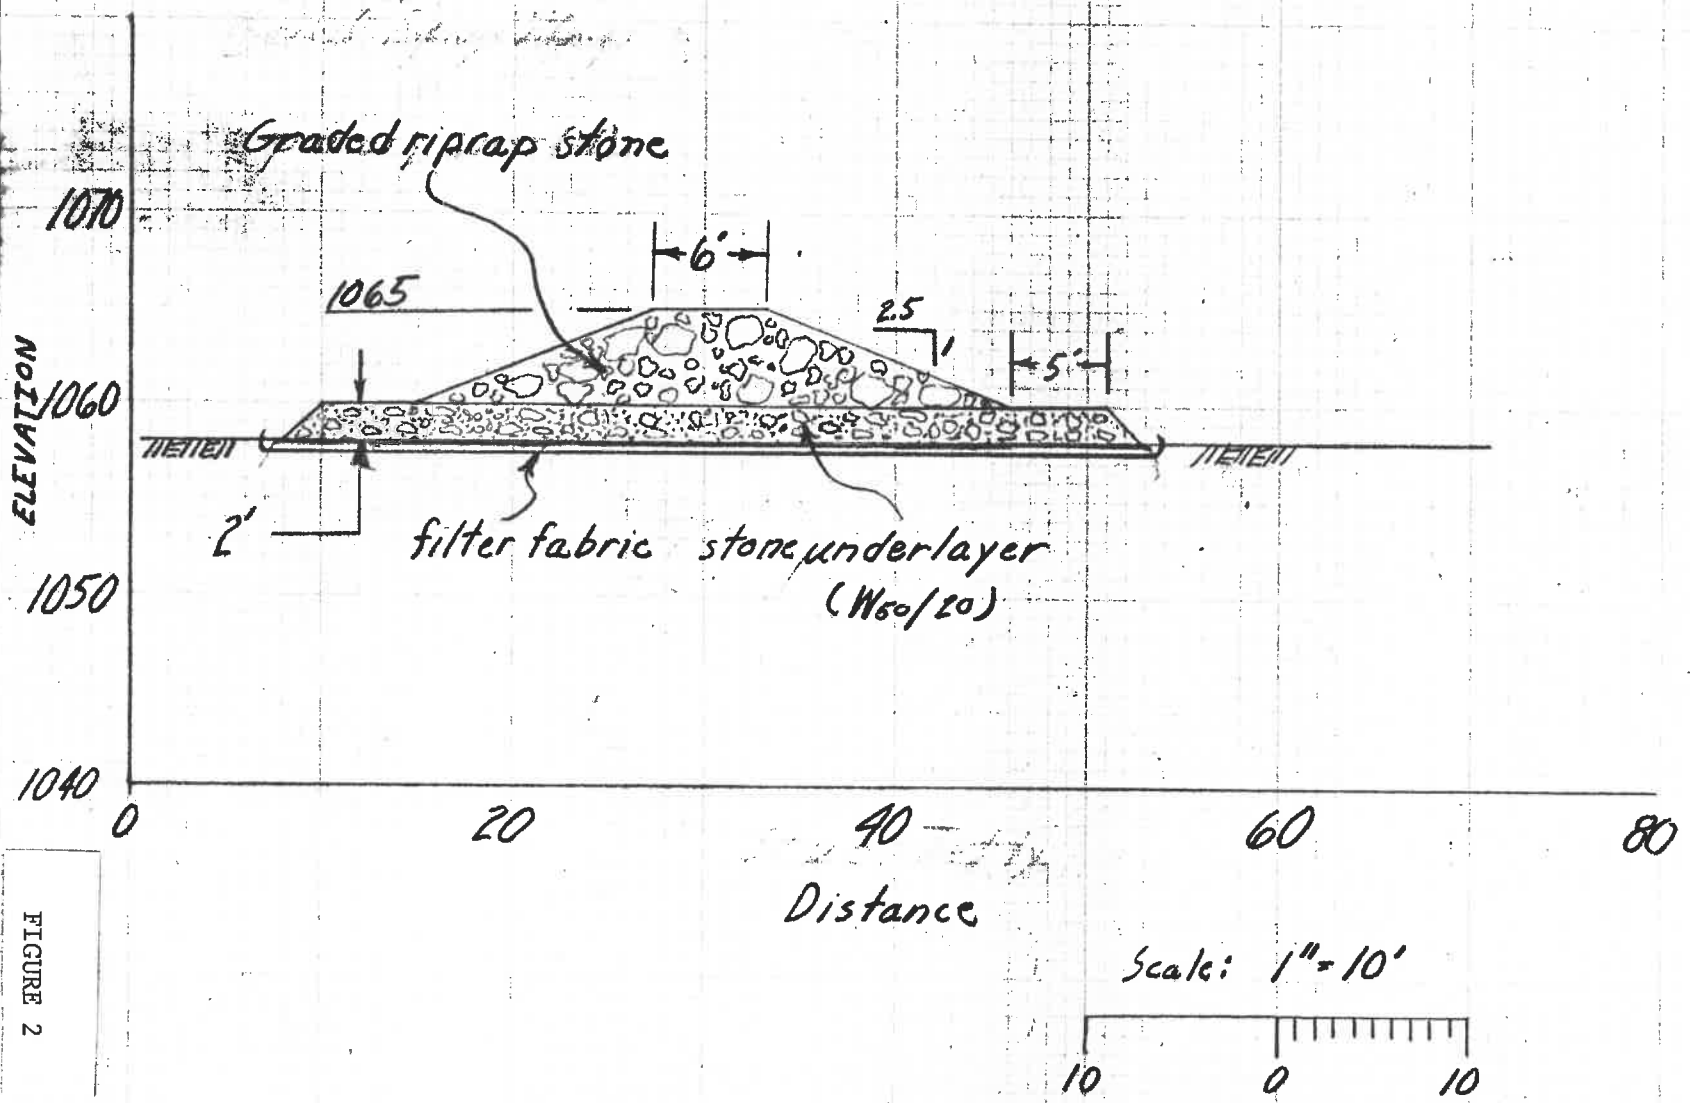 Graded riprap stone
1070
6'
1065
2.5
1
5'
ELEVATION
1060
2'
filter fabric
stone underlayer
(W50/20)
1050
1040
0
20
40
60
80
Distance
Scale: 1"=10'
10
0
10
FIGURE 2